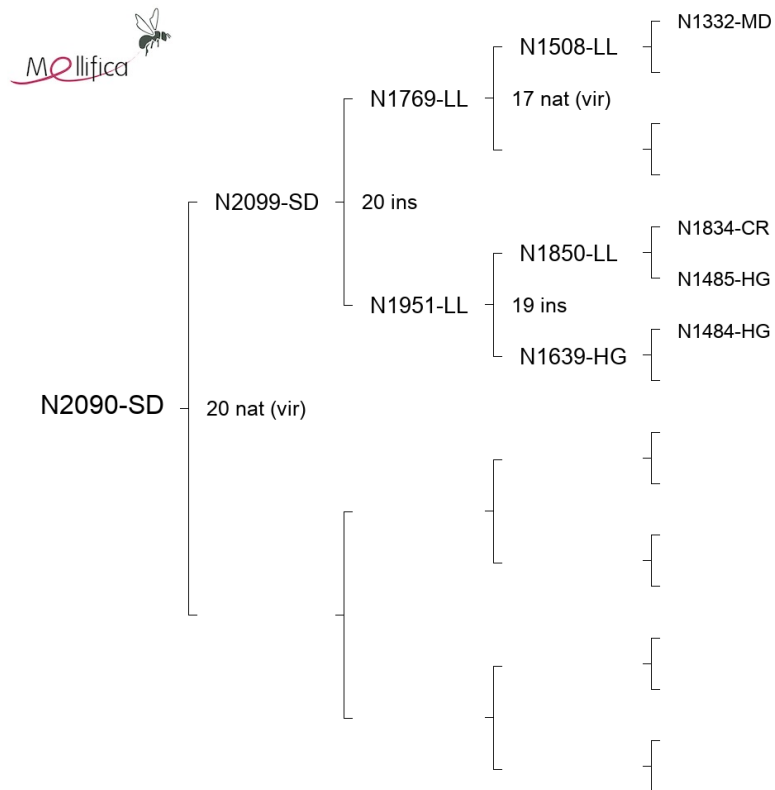 Mellifica
N1332-MD
N1508-LL
N1769-LL
17 nat (vir)
N2099-SD
20 ins
N1834-CR
N1850-LL
N1485-HG
N1951-LL
19 ins
N1484-HG
N1639-HG
N2090-SD
20 nat (vir)